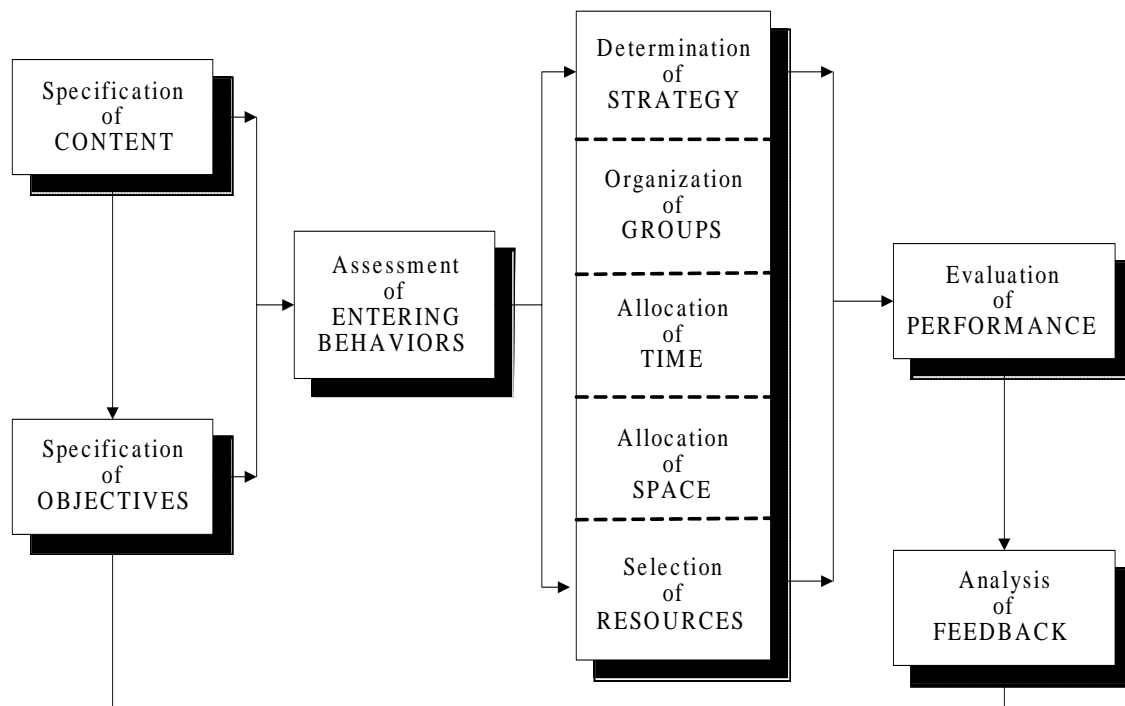 Specification
of
CONTENT
Specification
of
OBJECTIVES
Assessment
of
ENTERING
BEHAVIORS
Determination
of
STRATEGY
Organization
of
GROUPS
Allocation
of
TIME
Allocation
of
SPACE
Selection
of
RESOURCES
Evaluation
of
PERFORMANCE
Analysis
of
FEEDBACK